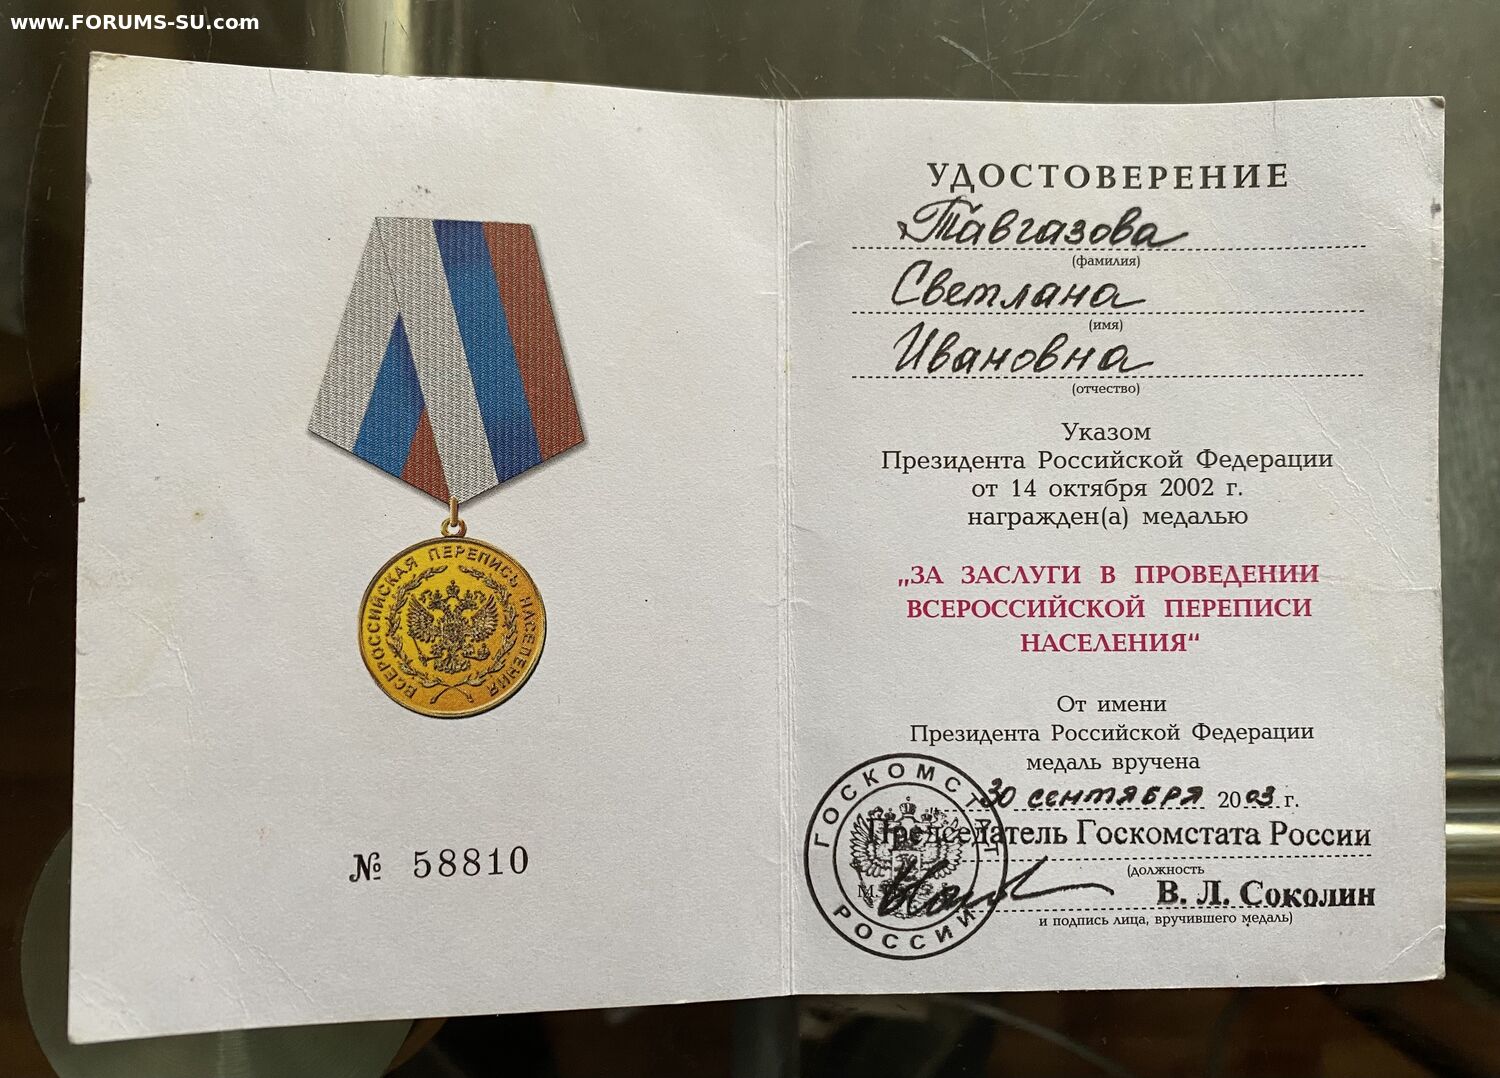 www.FORUMS-SU.com
ВСЕРОССИЙСКАЯ ПЕРЕПИСЬ НАСЕЛЕНИЯ
№ 58810
УДОСТОВЕРЕНИЕ
Тавгазова
(фамилия)
Светлана
(имя)
Ивановна
(отчество)
Указом
Президента Российской Федерации
от 14 октября 2002 г.
награжден(а) медалью
„ЗА ЗАСЛУГИ В ПРОВЕДЕНИИ
ВСЕРОССИЙСКОЙ ПЕРЕПИСИ
НАСЕЛЕНИЯ“
От имени
Президента Российской Федерации
медаль вручена
30 сентября 2003 г.
Председатель Госкомстата России
(должность
М.
В. Л. Соколин
и подпись лица, вручившего медаль)
ГОСКОМСТАТ
РОССИИ